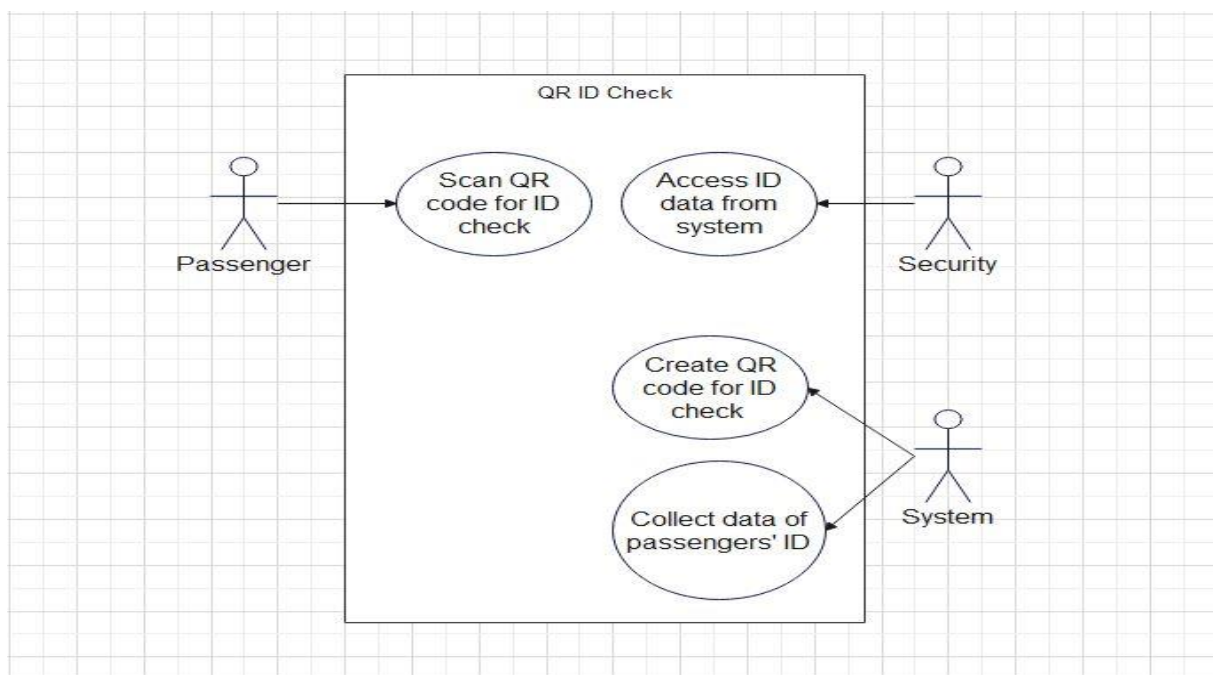 QR ID Check
Scan QR
code for ID
check
Access ID
data from
system
Passenger
Security
Create QR
code for ID
check
Collect data of
passengers' ID
System